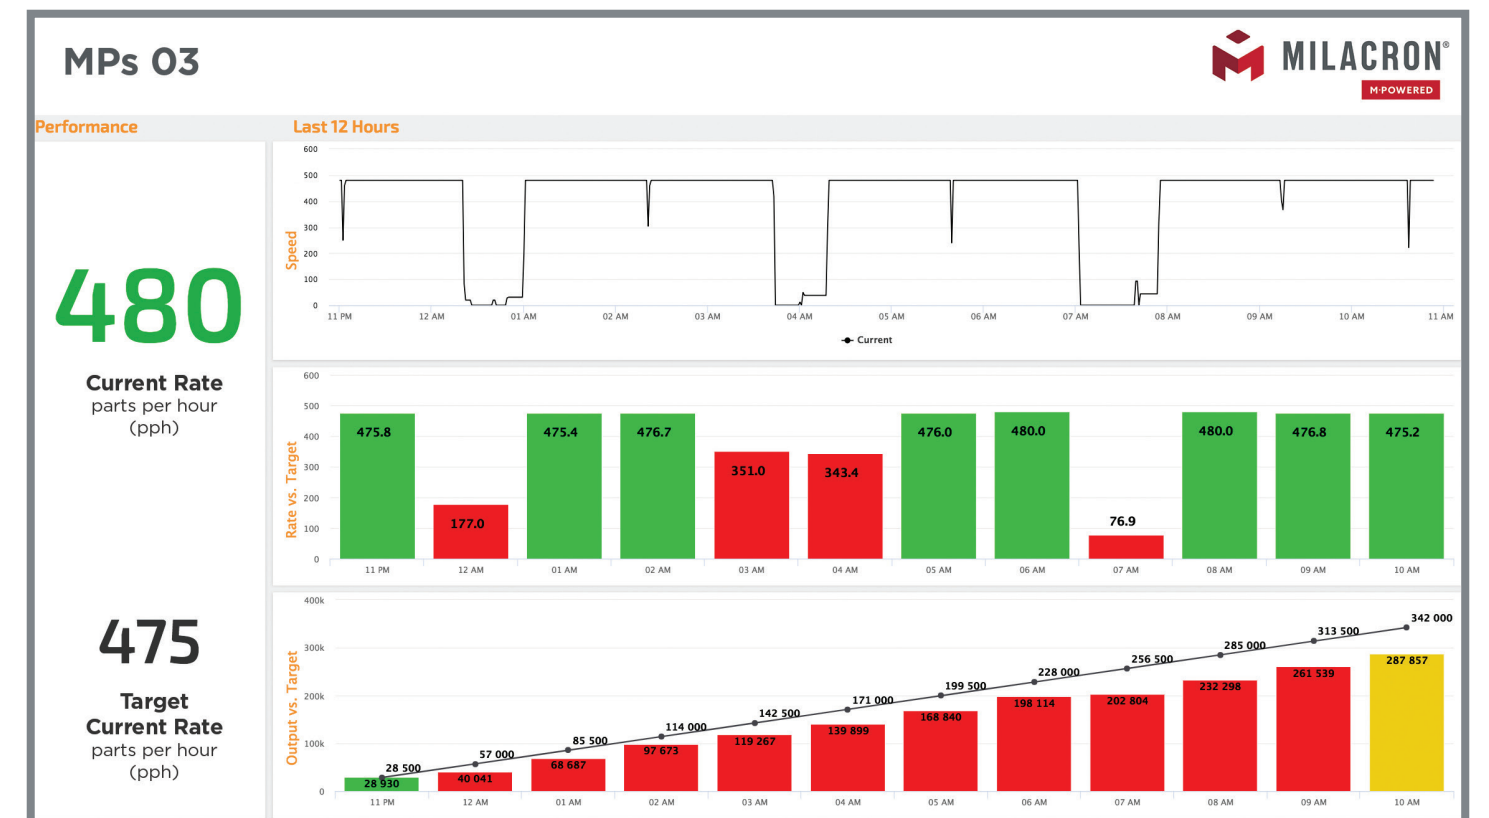 MPs 03
MILACRON®
M·POWERED
Performance
Last 12 Hours
480
Current Rate
parts per hour
(pph)
475
Target
Current Rate
parts per hour
(pph)
Speed
600
500
400
300
200
100
0
11 PM 12 AM 01 AM 02 AM 03 AM 04 AM 05 AM 06 AM 07 AM 08 AM 09 AM 10 AM 11 AM
Current
Rate vs. Target
600
500
400
300
200
100
0
475.8 177.0 475.4 476.7 351.0 343.4 476.0 480.0 76.9 480.0 476.8 475.2
11 PM 12 AM 01 AM 02 AM 03 AM 04 AM 05 AM 06 AM 07 AM 08 AM 09 AM 10 AM
Output vs. Target
400k
300k
200k
100k
0
28 500 57 000 85 500 114 000 142 500 171 000 199 500 228 000 256 500 285 000 313 500 342 000
28 930 40 041 68 687 97 673 119 267 139 899 168 840 198 114 202 804 232 298 261 539 287 857
11 PM 12 AM 01 AM 02 AM 03 AM 04 AM 05 AM 06 AM 07 AM 08 AM 09 AM 10 AM